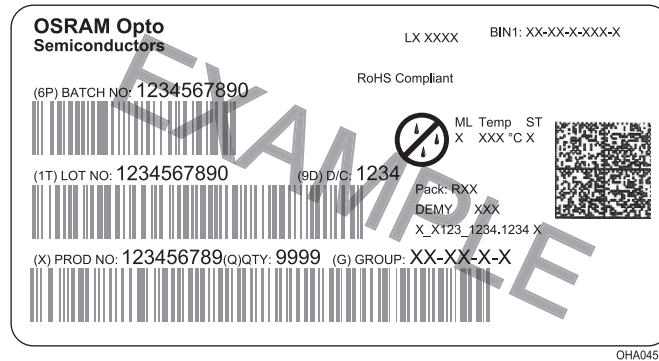 OSRAM Opto
Semiconductors
LX XXXX
BIN1: XX-XX-X-XXX-X
RoHS Compliant
(6P) BATCH NO: 1234567890
ML Temp ST
X XXX °C X
(1T) LOT NO: 1234567890
(9D) D/C: 1234
Pack: RXX
DEMY XXX
X_X123_1234.1234 X
(X) PROD NO: 123456789(Q)QTY: 9999 (G) GROUP: XX-XX-X-X
EXAMPLE